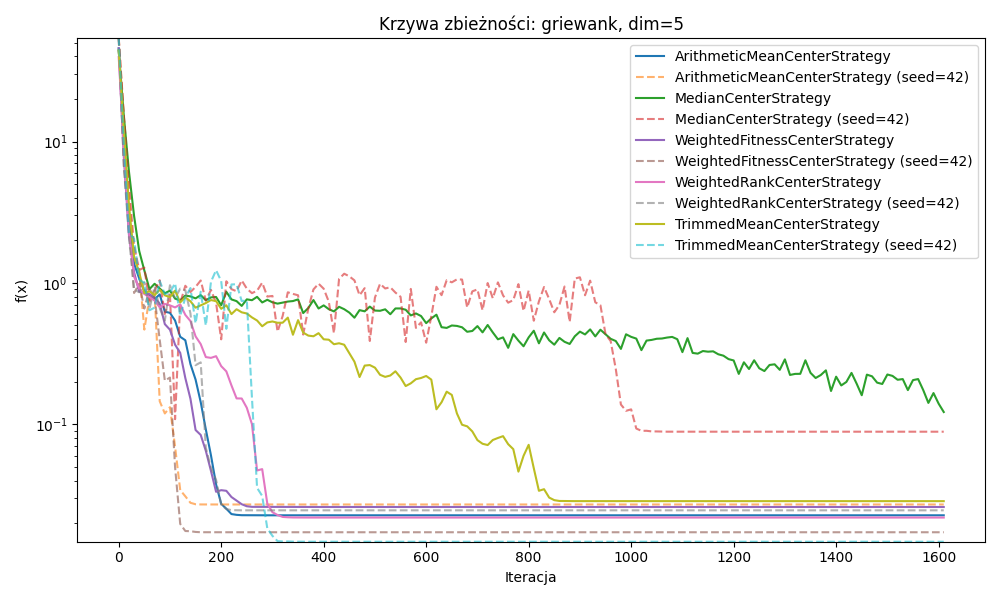 Krzywa zbieżności: griewank, dim=5
f(x)
10¹
10⁰
10⁻¹
ArithmeticMeanCenterStrategy
ArithmeticMeanCenterStrategy (seed=42)
MedianCenterStrategy
MedianCenterStrategy (seed=42)
WeightedFitnessCenterStrategy
WeightedFitnessCenterStrategy (seed=42)
WeightedRankCenterStrategy
WeightedRankCenterStrategy (seed=42)
TrimmedMeanCenterStrategy
TrimmedMeanCenterStrategy (seed=42)
0 200 400 600 800 1000 1200 1400 1600
Iteracja